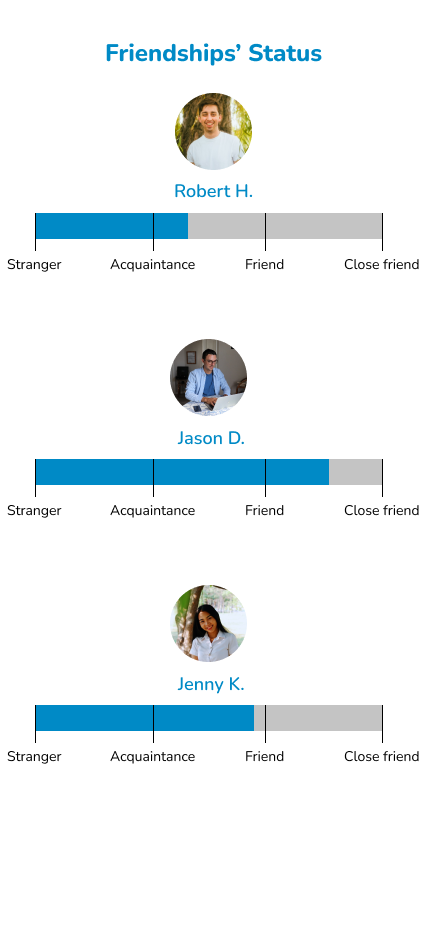 Friendships’ Status
Robert H.
Stranger Acquaintance Friend Close friend
Jason D.
Stranger Acquaintance Friend Close friend
Jenny K.
Stranger Acquaintance Friend Close friend